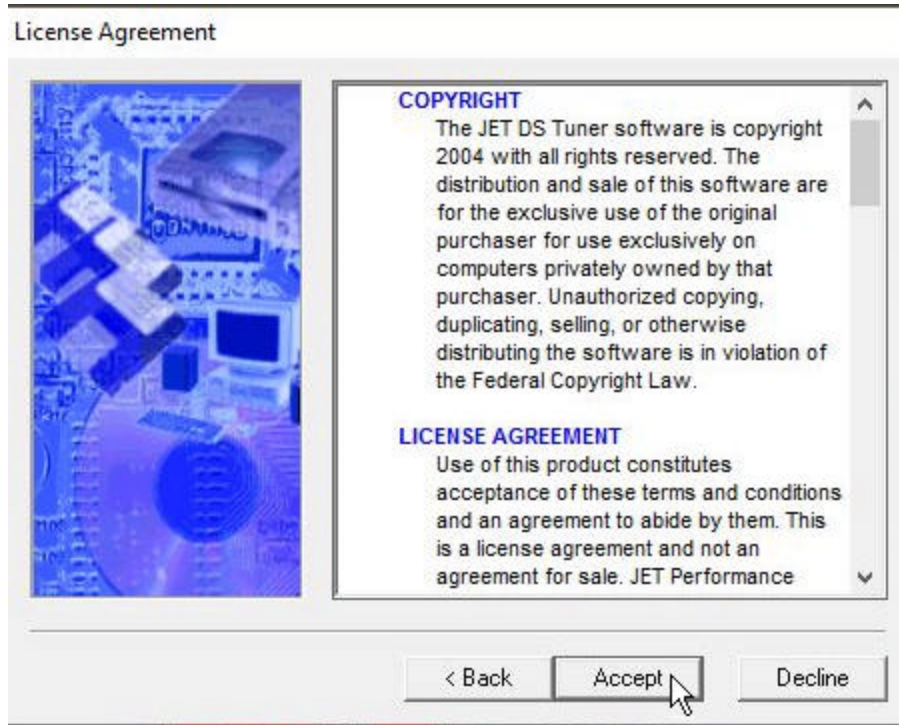 License Agreement
COPYRIGHT
The JET DS Tuner software is copyright
2004 with all rights reserved. The
distribution and sale of this software are
for the exclusive use of the original
purchaser for use exclusively on
computers privately owned by that
purchaser. Unauthorized copying,
duplicating, selling, or otherwise
distributing the software is in violation of
the Federal Copyright Law.
LICENSE AGREEMENT
Use of this product constitutes
acceptance of these terms and conditions
and an agreement to abide by them. This
is a license agreement and not an
agreement for sale. JET Performance
< Back
Accept
Decline